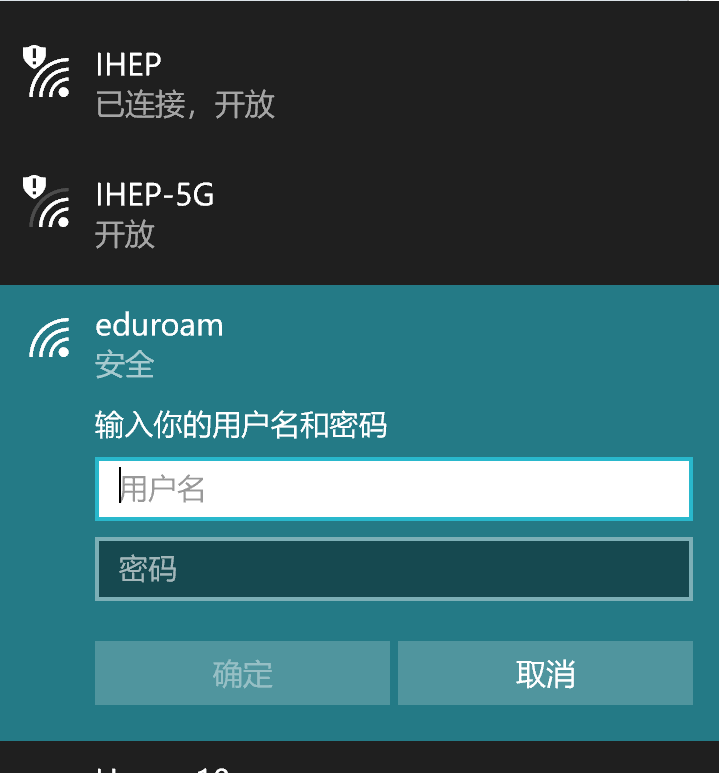 IHEP
已连接，开放
IHEP-5G
开放
eduroam
安全
输入你的用户名和密码
用户名
密码
确定
取消